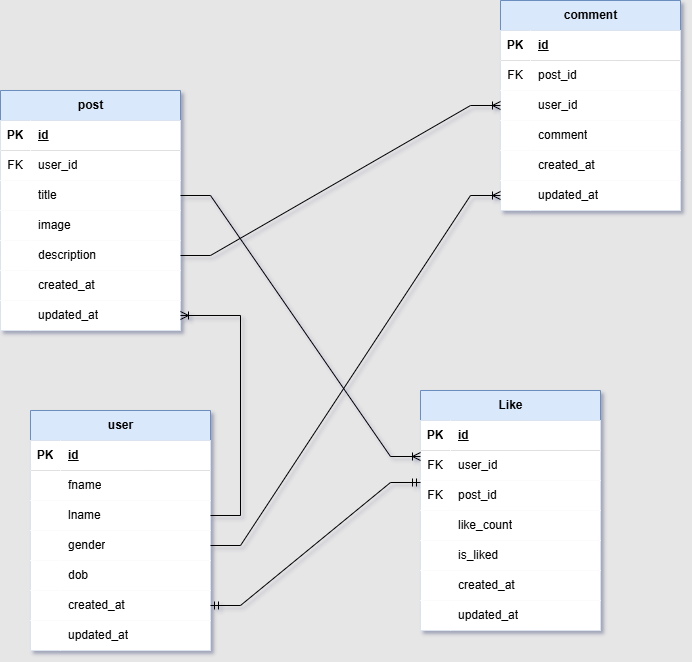 comment
PK id
FK post_id
user_id
comment
created_at
updated_at
post
PK id
FK user_id
title
image
description
created_at
updated_at
user
PK id
fname
lname
gender
dob
created_at
updated_at
Like
PK id
FK user_id
FK post_id
like_count
is_liked
created_at
updated_at